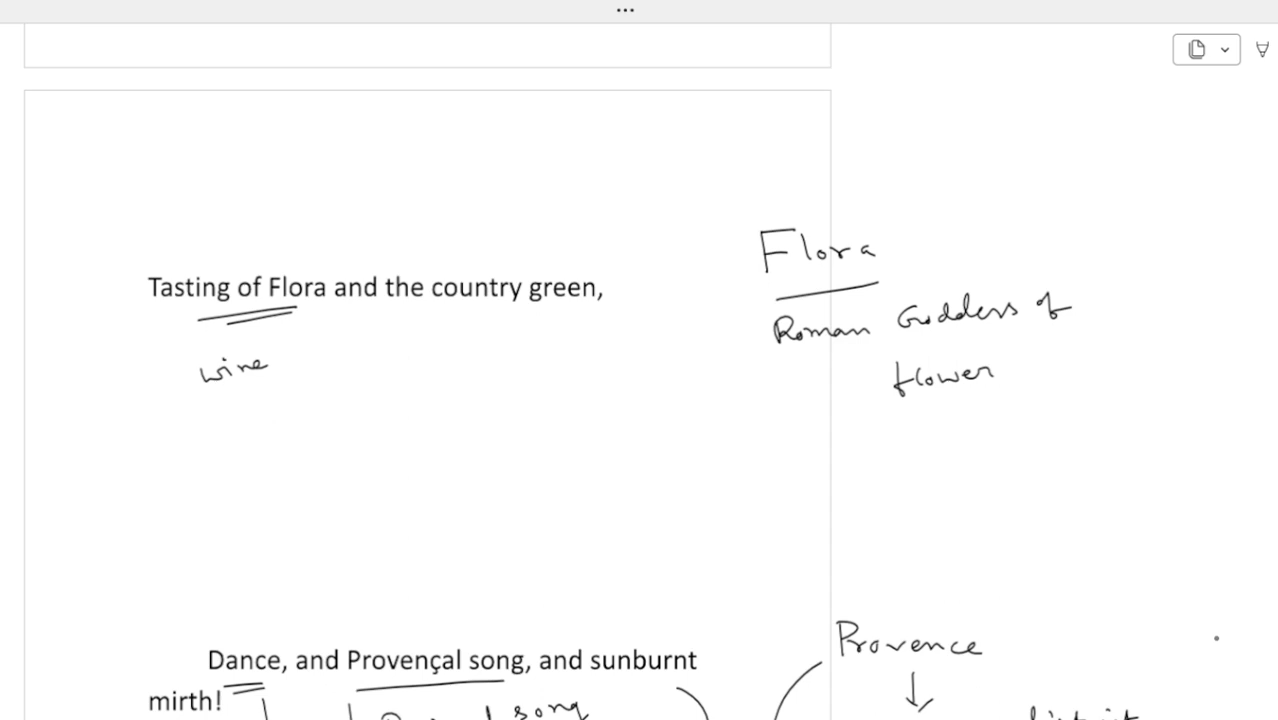 Flora
Tasting of Flora and the country green,
Roman Goddess of
flower
wine
Provence
Dance, and Provençal song, and sunburnt
mirth!
song